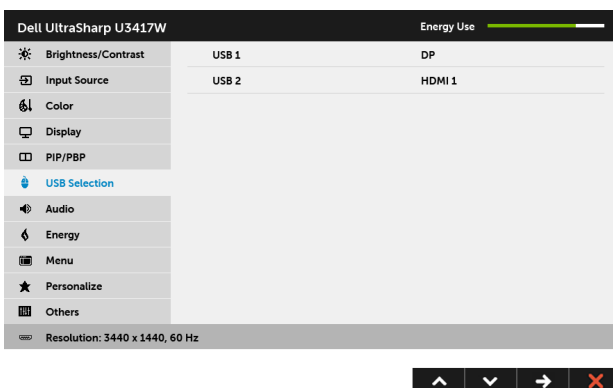 Dell UltraSharp U3417W Energy Use
Brightness/Contrast USB 1 DP
Input Source USB 2 HDMI 1
Color
Display
PIP/PBP
USB Selection
Audio
Energy
Menu
Personalize
Others
Resolution: 3440 x 1440, 60 Hz